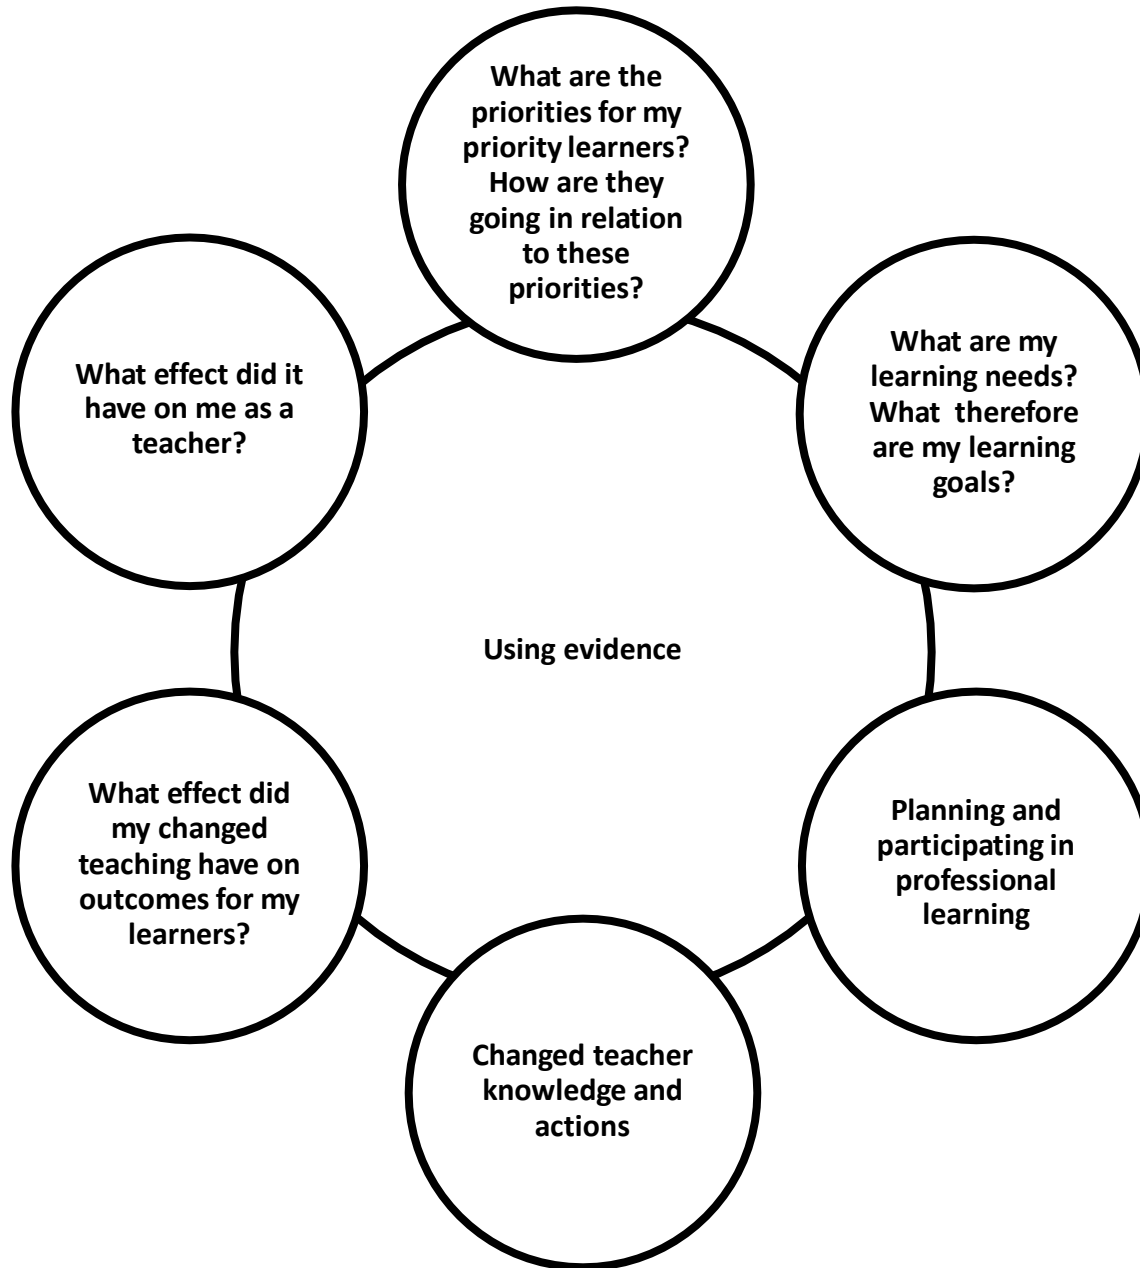 What are the
priorities for my
priority learners?
How are they
going in relation
to these
priorities?
What are my
learning needs?
What  therefore
are my learning
goals?
Planning and
participating in
professional
learning
Changed teacher
knowledge and
actions
What effect did
my changed
teaching have on
outcomes for my
learners?
What effect did it
have on me as a
teacher?
Using evidence